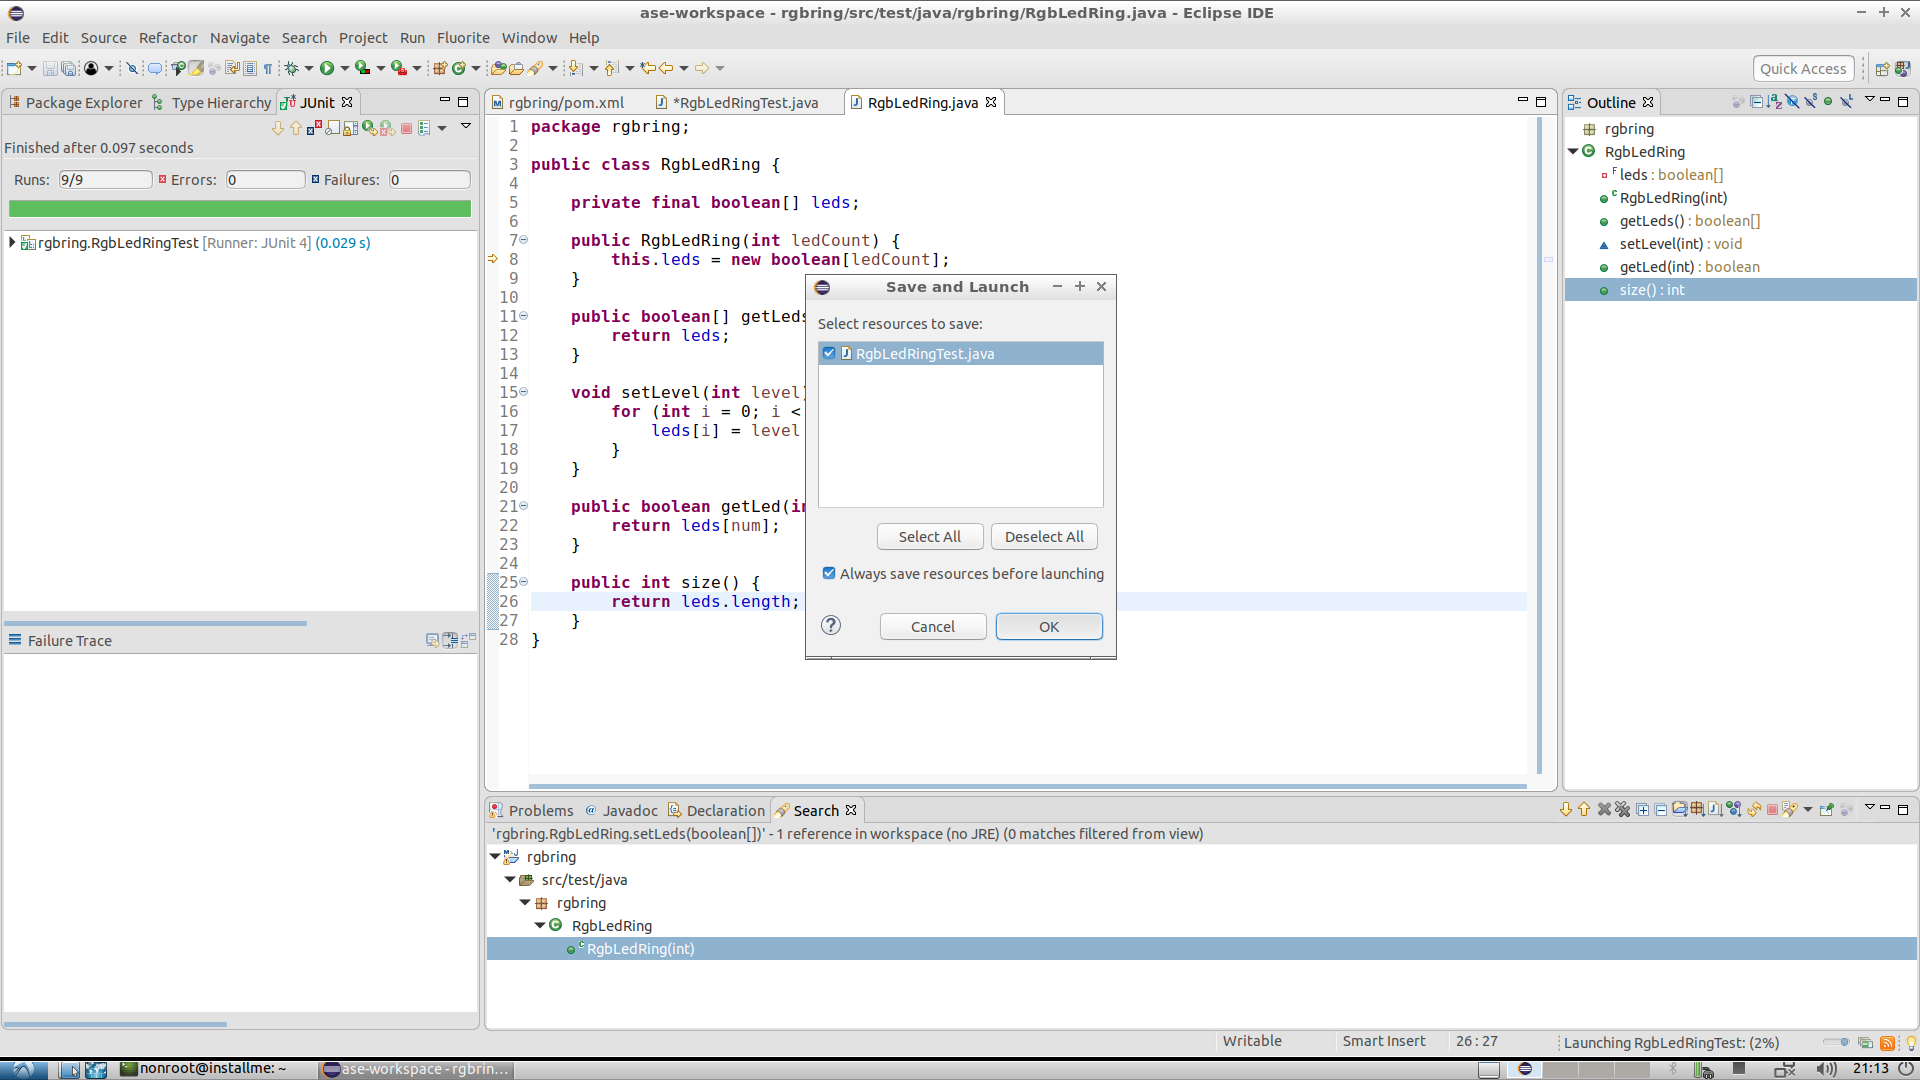 ase-workspace - rgbring/src/test/java/rgbring/RgbLedRing.java - Eclipse IDE
File Edit Source Refactor Navigate Search Project Run Fluorite Window Help
Quick Access
Package Explorer Type Hierarchy JUnit
Finished after 0.097 seconds
Runs: 9/9 Errors: 0 Failures: 0
rgbring.RgbLedRingTest [Runner: JUnit 4] (0.029 s)
Failure Trace
rgbring/pom.xml *RgbLedRingTest.java RgbLedRing.java
1 package rgbring;
2
3 public class RgbLedRing {
4
5 private final boolean[] leds;
6
7 public RgbLedRing(int ledCount) {
8 this.leds = new boolean[ledCount];
9 }
10
11 public boolean[] getLeds
12 return leds;
13 }
14
15 void setLevel(int level)
16 for (int i = 0; i <
17 leds[i] = level
18 }
19 }
20
21 public boolean getLed(in
22 return leds[num];
23 }
24
25 public int size() {
26 return leds.length;
27 }
28 }
Save and Launch
Select resources to save:
RgbLedRingTest.java
Select All Deselect All
Always save resources before launching
Cancel OK
Outline
rgbring
RgbLedRing
leds : boolean[]
RgbLedRing(int)
getLeds() : boolean[]
setLevel(int) : void
getLed(int) : boolean
size() : int
Problems Javadoc Declaration Search
'rgbring.RgbLedRing.setLeds(boolean[])' - 1 reference in workspace (no JRE) (0 matches filtered from view)
rgbring
src/test/java
rgbring
RgbLedRing
RgbLedRing(int)
Writable Smart Insert 26 : 27 Launching RgbLedRingTest: (2%)
nonroot@installme: ~ ase-workspace - rgbrin... 21:13